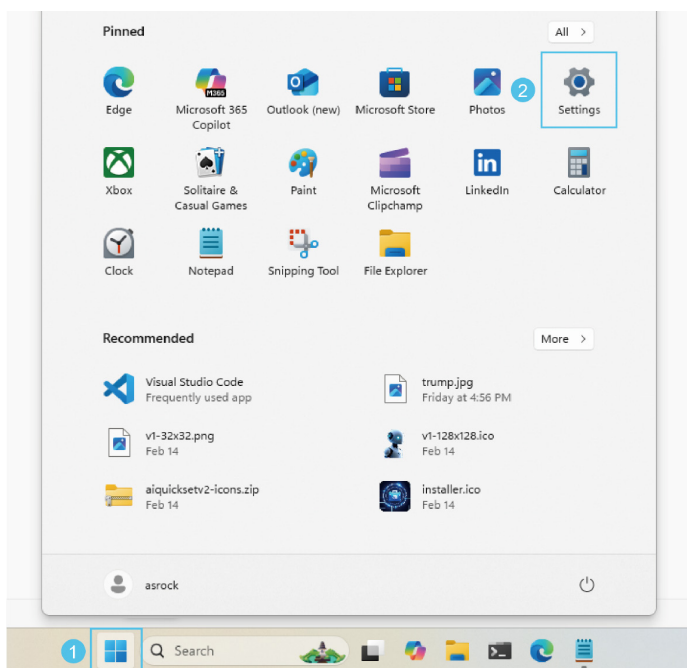 Pinned
All >
2
Edge
Microsoft 365
Copilot
M365
Outlook (new)
Microsoft Store
Photos
Settings
Xbox
Solitaire &
Casual Games
Paint
Microsoft
Clipchamp
in
LinkedIn
Calculator
Clock
Notepad
Snipping Tool
File Explorer
Recommended
More >
Visual Studio Code
Frequently used app
trump.jpg
Friday at 4:56 PM
v1-32x32.png
Feb 14
v1-128x128.ico
Feb 14
aiquicksetv2-icons.zip
Feb 14
installer.ico
Feb 14
asrock
1
Search